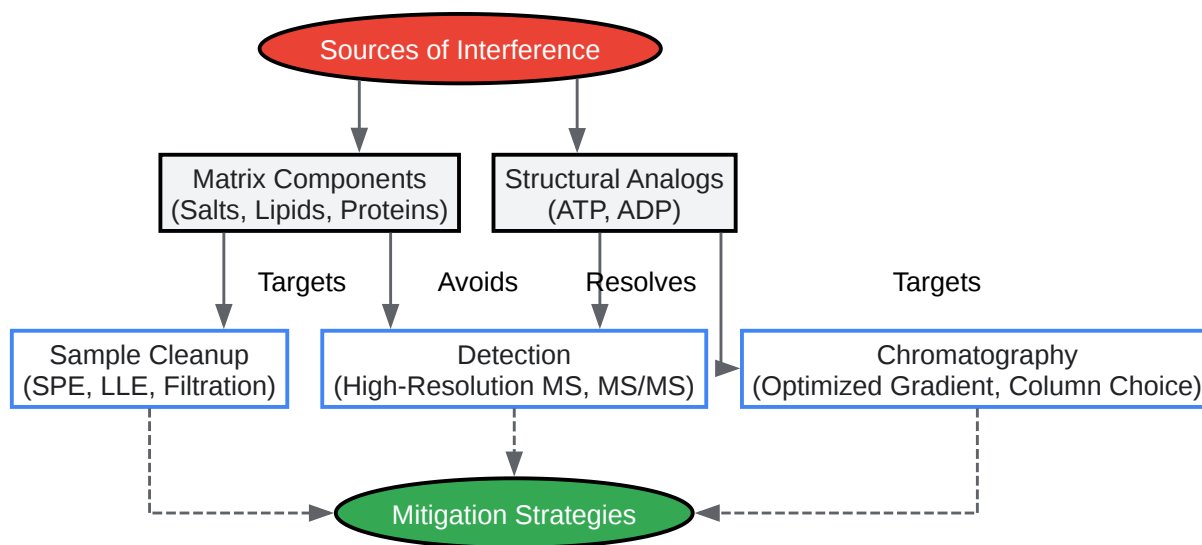 Sources of Interference
Matrix Components
(Salts, Lipids, Proteins)
Structural Analogs
(ATP, ADP)
Targets
Avoids
Resolves
Targets
Sample Cleanup
(SPE, LLE, Filtration)
Detection
(High-Resolution MS, MS/MS)
Chromatography
(Optimized Gradient, Column Choice)
Mitigation Strategies